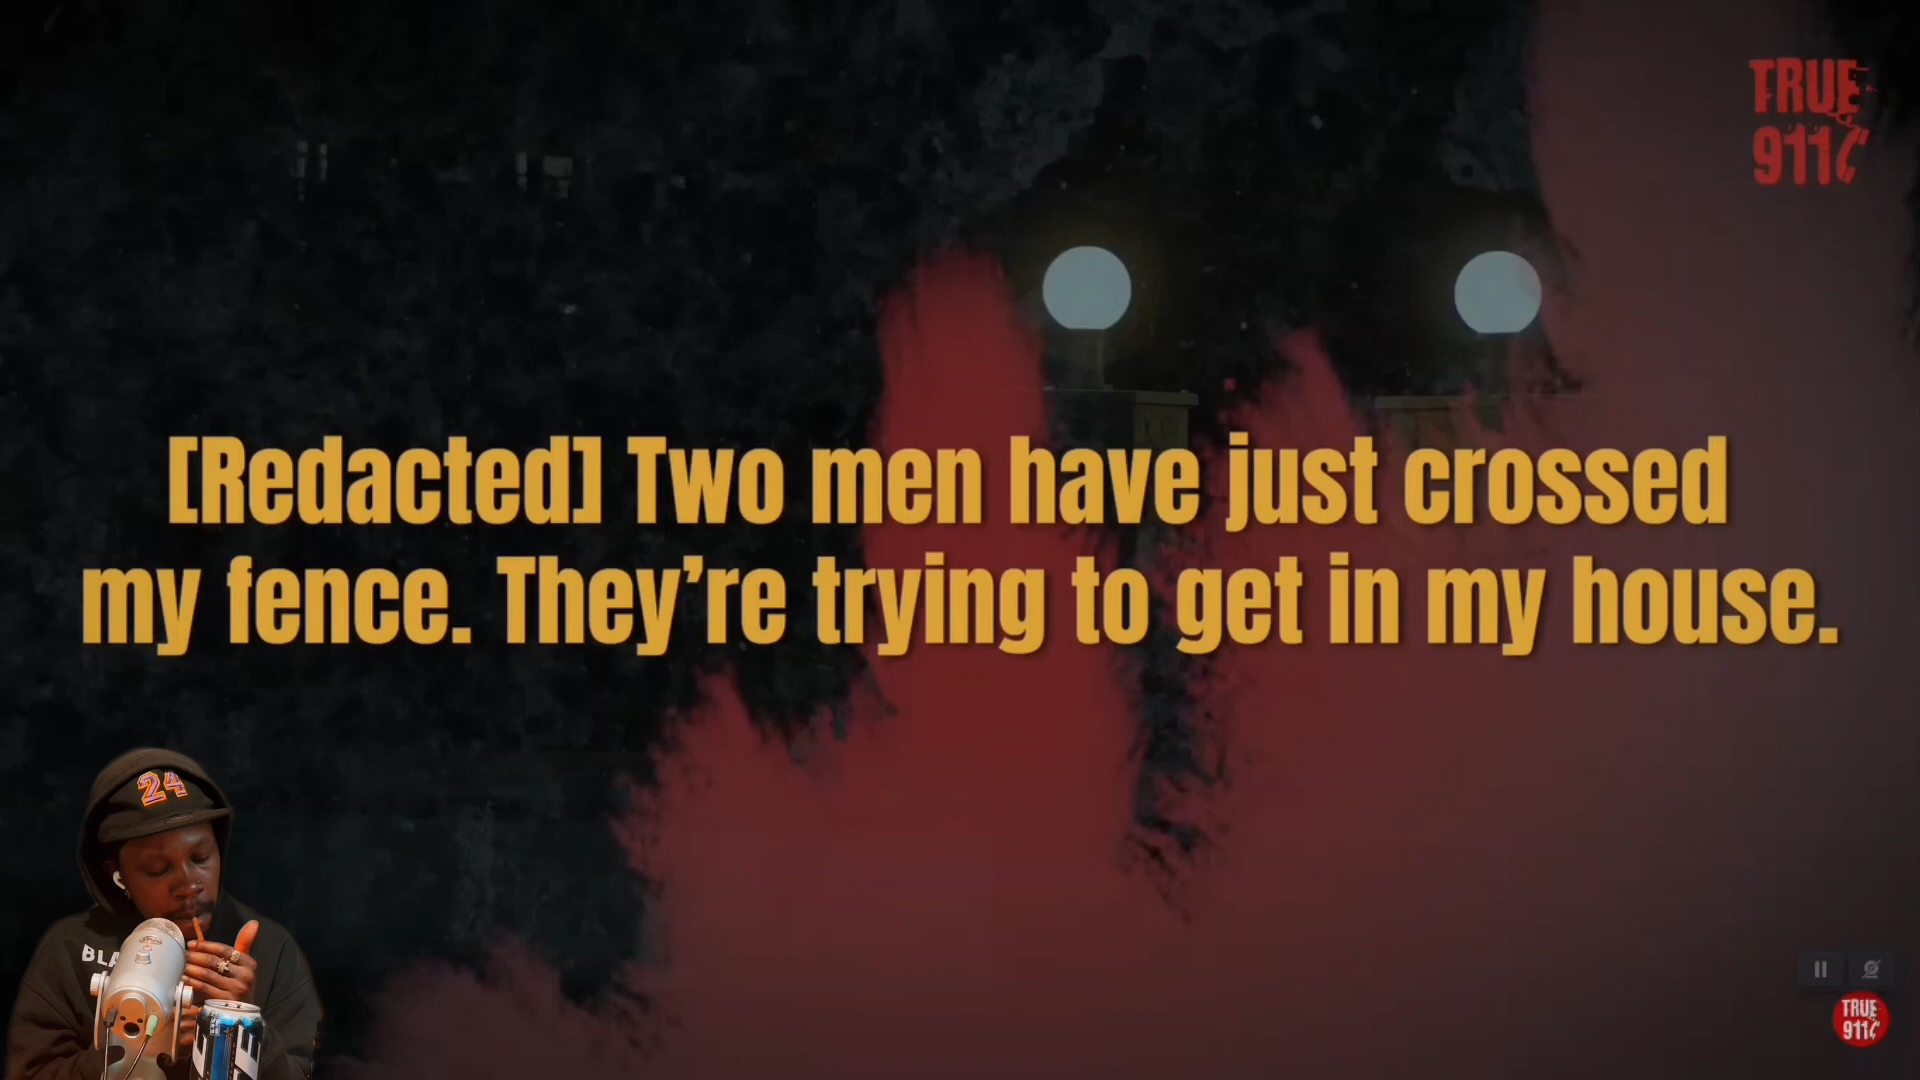 TRUE
911
[Redacted] Two men have just crossed
my fence. They’re trying to get in my house.
24
BLA
TRUE
911